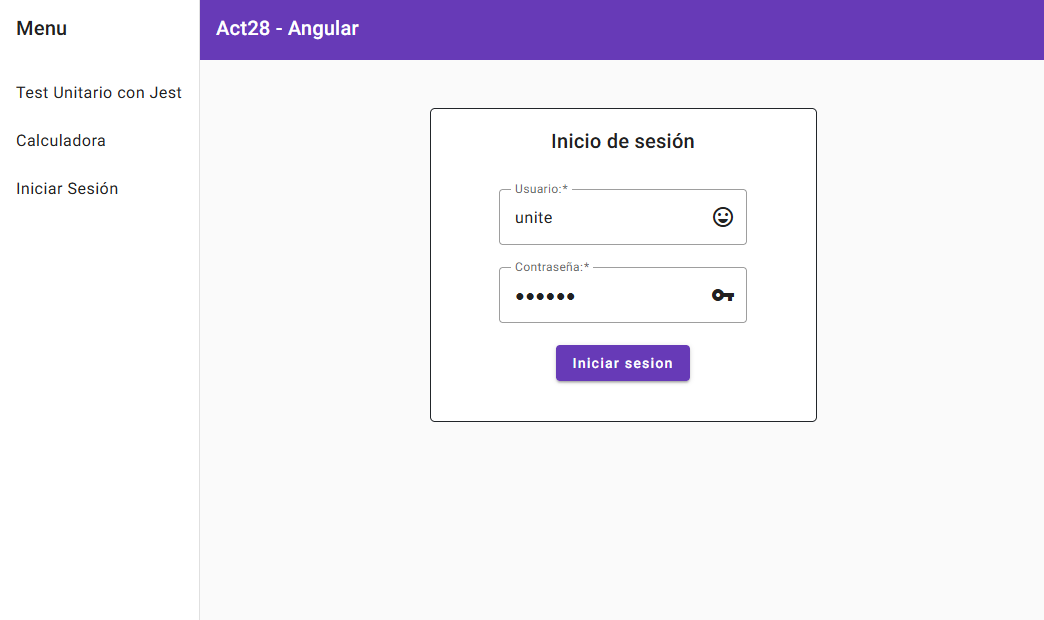 Menu
Act28 - Angular
Test Unitario con Jest
Calculadora
Iniciar Sesión
Inicio de sesión
Usuario:*
unite
Contraseña:*
••••••
Iniciar sesion